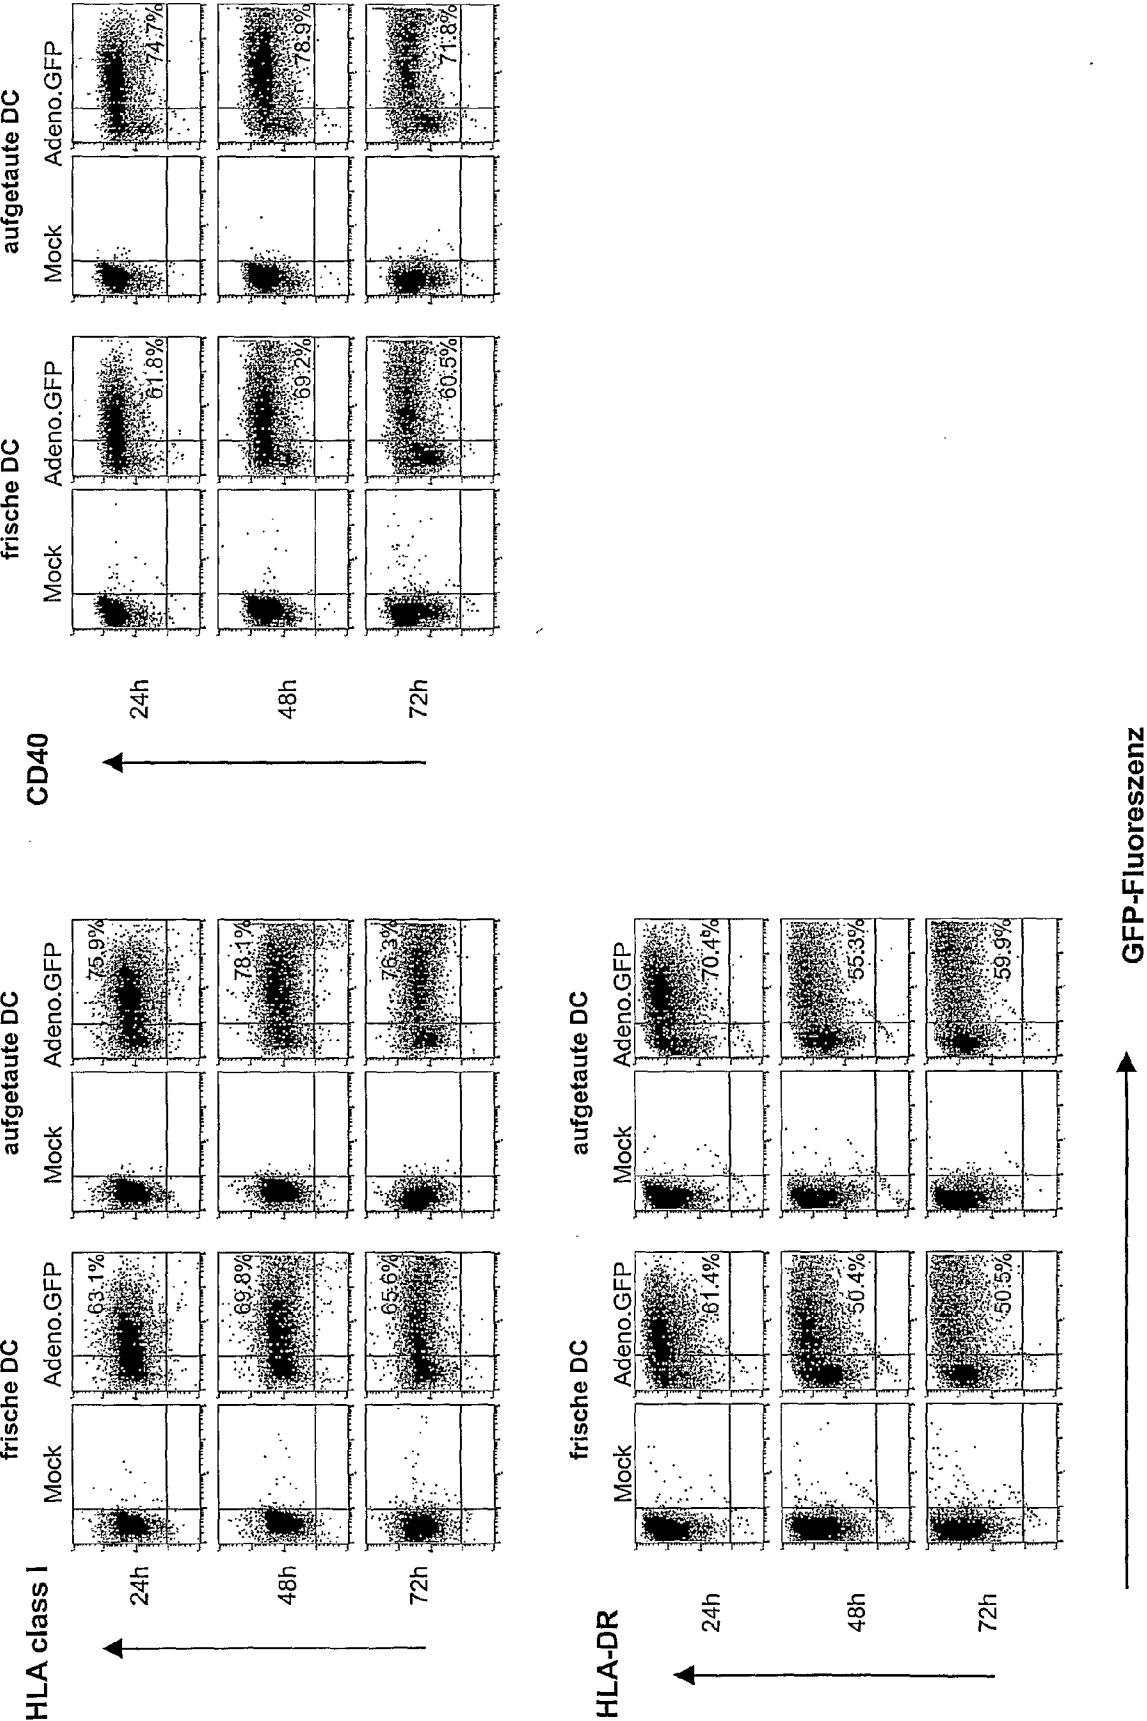 HLA class I
frische DC
aufgetaute DC
Mock
Adeno.GFP
Mock
Adeno.GFP
24h
63.1%
75.9%
48h
69.8%
78.1%
72h
65.6%
76.3%
CD40
frische DC
aufgetaute DC
Mock
Adeno.GFP
Mock
Adeno.GFP
24h
61.8%
74.7%
48h
69.2%
78.9%
72h
60.5%
71.8%
HLA-DR
frische DC
aufgetaute DC
Mock
Adeno.GFP
Mock
Adeno.GFP
24h
61.4%
70.4%
48h
50.4%
55.3%
72h
50.5%
59.9%
GFP-Fluoreszenz